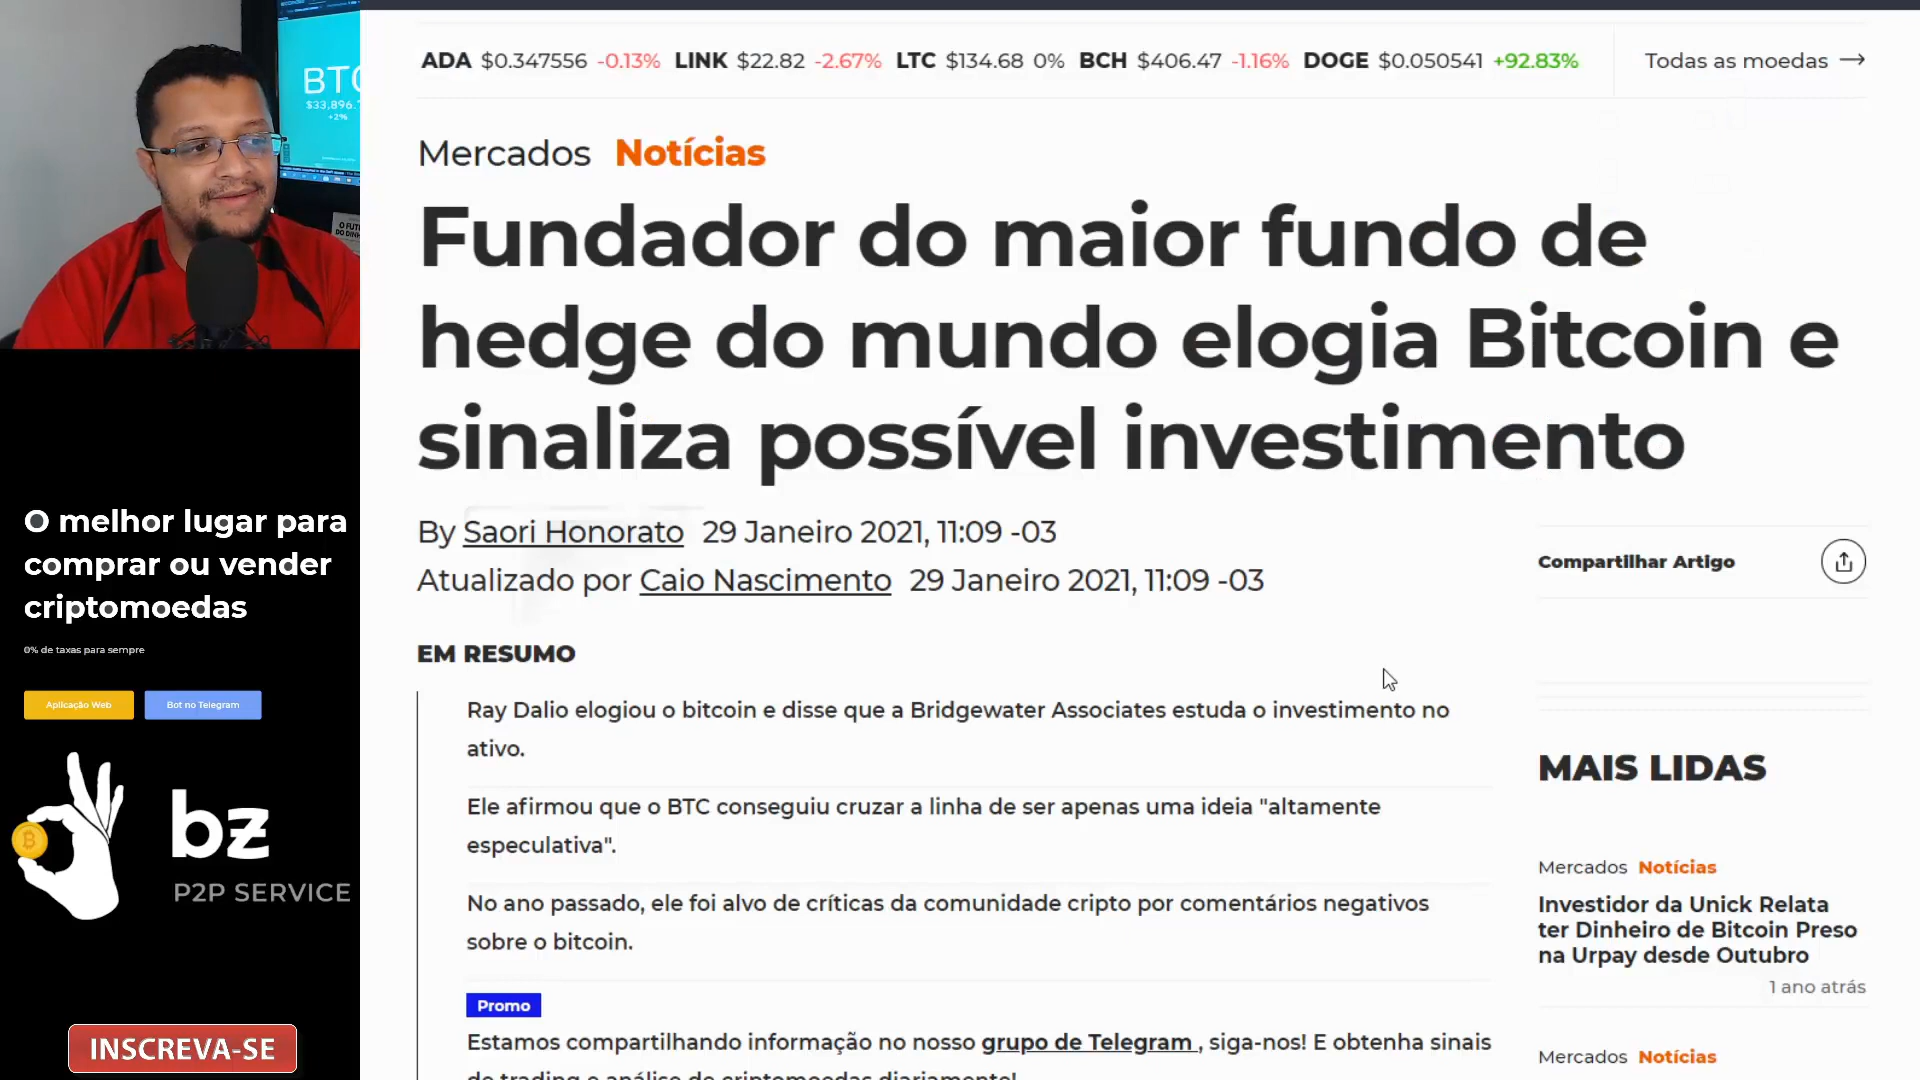 ADA $0.347556 -0.13% LINK $22.82 -2.67% LTC $134.68 0% BCH $406.47 -1.16% DOGE $0.050541 +92.83% Todas as moedas
BTC
$33,896.
+2%
Mercados Notícias
Fundador do maior fundo de
hedge do mundo elogia Bitcoin e
sinaliza possível investimento
By Saori Honorato 29 Janeiro 2021, 11:09 -03
Atualizado por Caio Nascimento 29 Janeiro 2021, 11:09 -03
Compartilhar Artigo
EM RESUMO
Ray Dalio elogiou o bitcoin e disse que a Bridgewater Associates estuda o investimento no
ativo.
Ele afirmou que o BTC conseguiu cruzar a linha de ser apenas uma ideia "altamente
especulativa".
No ano passado, ele foi alvo de críticas da comunidade cripto por comentários negativos
sobre o bitcoin.
Promo
Estamos compartilhando informação no nosso grupo de Telegram , siga-nos! E obtenha sinais
de trading e análise de criptomoedas diariamente!
MAIS LIDAS
Mercados Notícias
Investidor da Unick Relata
ter Dinheiro de Bitcoin Preso
na Urpay desde Outubro
1 ano atrás
Mercados Notícias
O melhor lugar para
comprar ou vender
criptomoedas
0% de taxas para sempre
Aplicação Web
Bot no Telegram
bz
P2P SERVICE
INSCREVA-SE